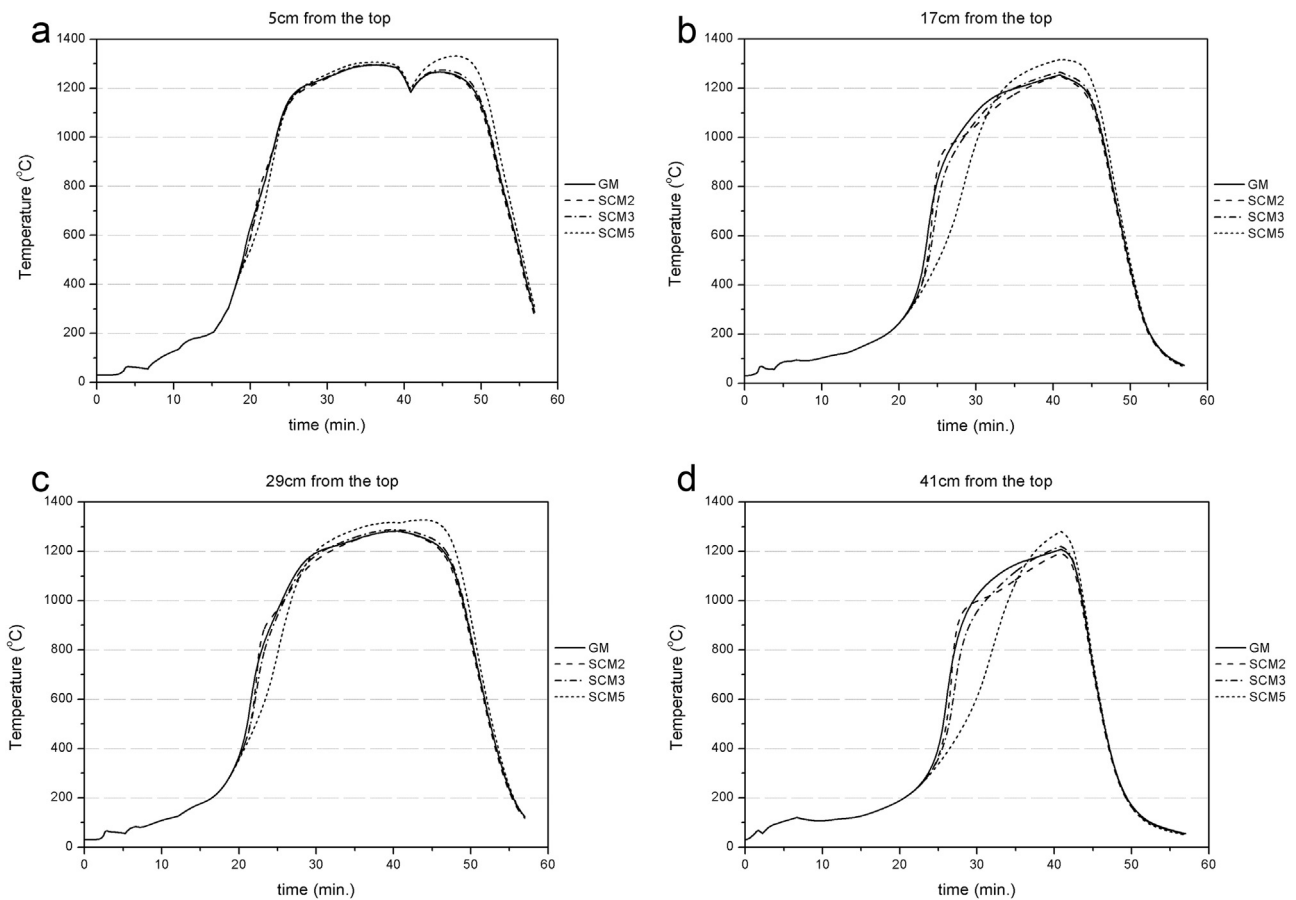 a
5cm from the top
1400
1200
1000
800
600
400
200
0
Temperature (°C)
0 10 20 30 40 50 60
time (min.)
GM
SCM2
SCM3
SCM5
b
17cm from the top
1400
1200
1000
800
600
400
200
0
Temperature (°C)
0 10 20 30 40 50 60
time (min.)
GM
SCM2
SCM3
SCM5
c
29cm from the top
1400
1200
1000
800
600
400
200
0
Temperature (°C)
0 10 20 30 40 50 60
time (min.)
GM
SCM2
SCM3
SCM5
d
41cm from the top
1400
1200
1000
800
600
400
200
0
Temperature (°C)
0 10 20 30 40 50 60
time (min.)
GM
SCM2
SCM3
SCM5